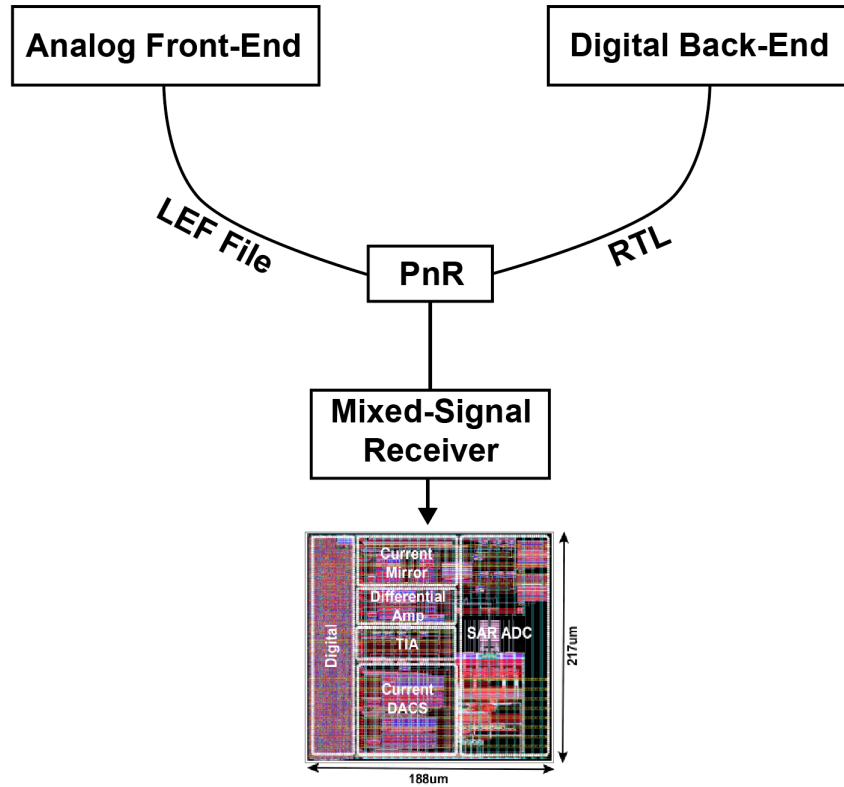 Analog Front-End
Digital Back-End
LEF File
RTL
PnR
Mixed-Signal
Receiver
Digital
Current
Mirror
Differential
Amp
TIA
Current
DACS
SAR ADC
217um
188um